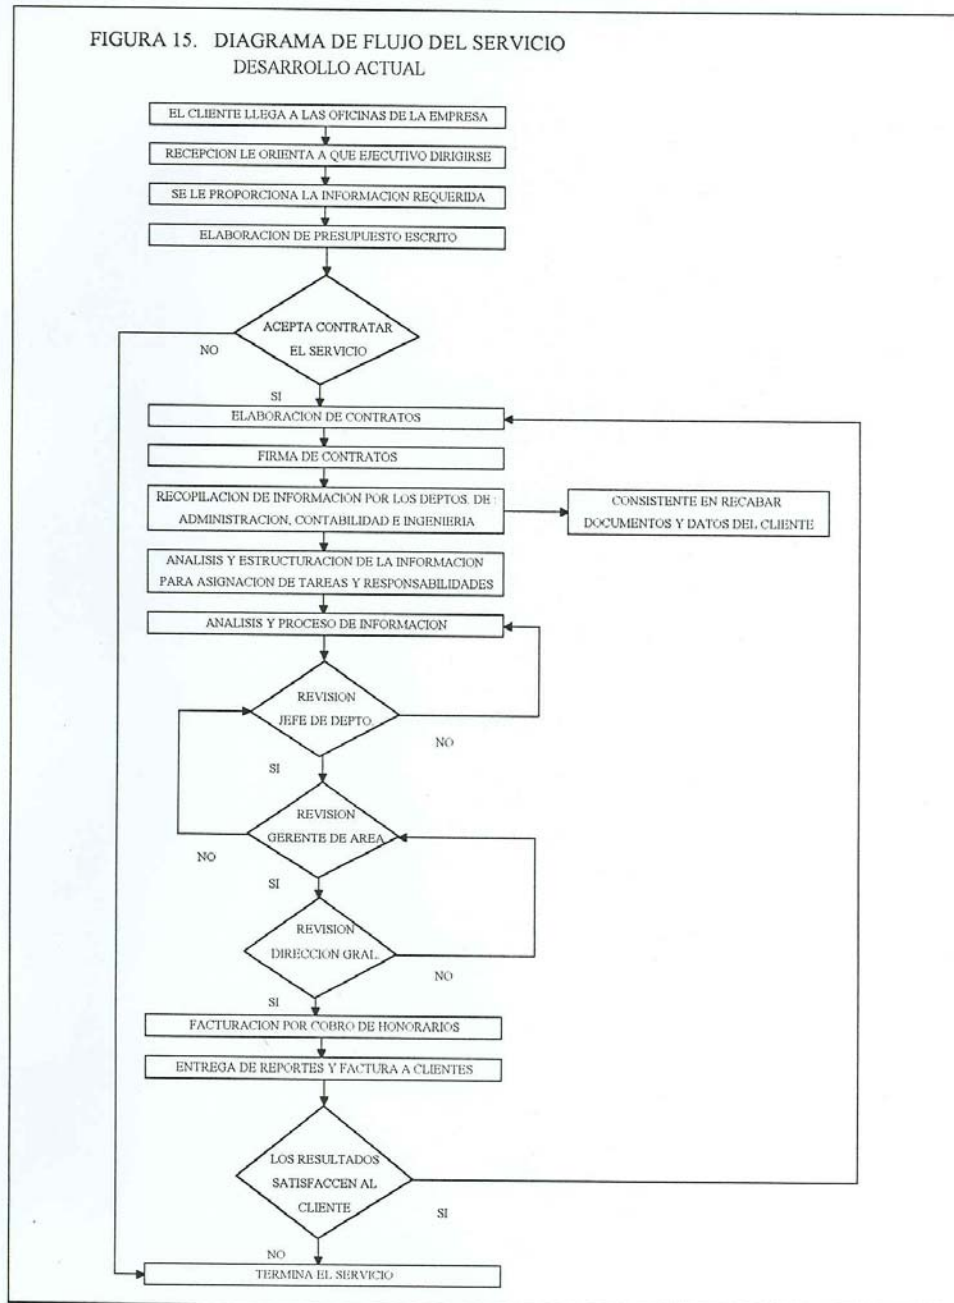 FIGURA 15. DIAGRAMA DE FLUJO DEL SERVICIO
DESARROLLO ACTUAL
EL CLIENTE LLEGA A LAS OFICINAS DE LA EMPRESA
RECEPCION LE ORIENTA A QUE EJECUTIVO DIRIGIRSE
SE LE PROPORCIONA LA INFORMACION REQUERIDA
ELABORACION DE PRESUPUESTO ESCRITO
ACEPTA CONTRATAR
EL SERVICIO
NO
SI
ELABORACION DE CONTRATOS
FIRMA DE CONTRATOS
RECOPILACION DE INFORMACION POR LOS DEPTOS. DE :
ADMINISTRACION, CONTABILIDAD E INGENIERIA
CONSISTENTE EN RECABAR
DOCUMENTOS Y DATOS DEL CLIENTE
ANALISIS Y ESTRUCTURACION DE LA INFORMACION
PARA ASIGNACION DE TAREAS Y RESPONSABILIDADES
ANALISIS Y PROCESO DE INFORMACION
REVISION
JEFE DE DEPTO.
NO
SI
REVISION
GERENTE DE AREA
NO
SI
REVISION
DIRECCION GRAL.
NO
SI
FACTURACION POR COBRO DE HONORARIOS
ENTREGA DE REPORTES Y FACTURA A CLIENTES
LOS RESULTADOS
SATISFACCEN AL
CLIENTE
SI
NO
TERMINA EL SERVICIO